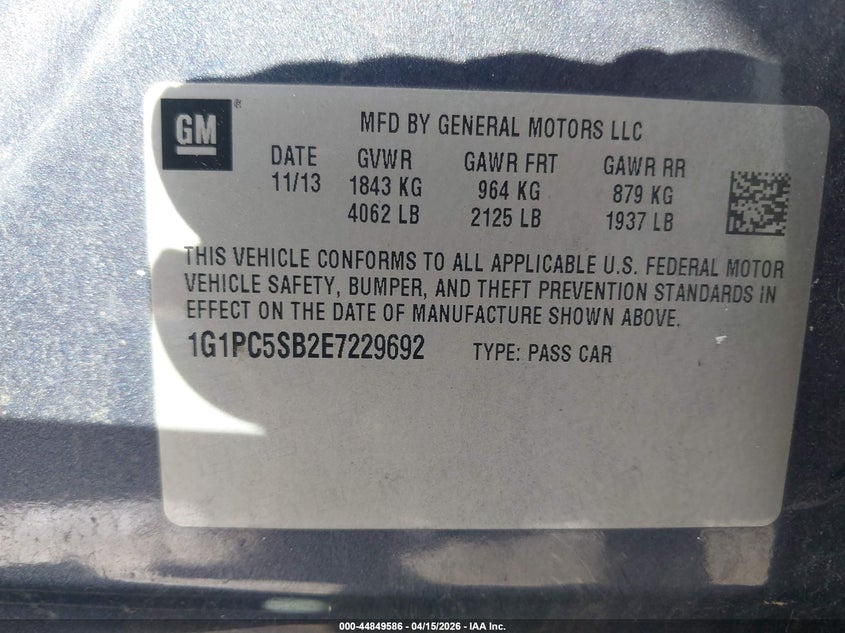 GM ®
MFD BY GENERAL MOTORS LLC
DATE GVWR GAWR FRT GAWR RR
11/13 1843 KG 964 KG 879 KG
4062 LB 2125 LB 1937 LB
THIS VEHICLE CONFORMS TO ALL APPLICABLE U.S. FEDERAL MOTOR
VEHICLE SAFETY, BUMPER, AND THEFT PREVENTION STANDARDS IN
EFFECT ON THE DATE OF MANUFACTURE SHOWN ABOVE.
1G1PC5SB2E7229692 TYPE: PASS CAR
000-44849586 - 04/15/2026 - IAA Inc.